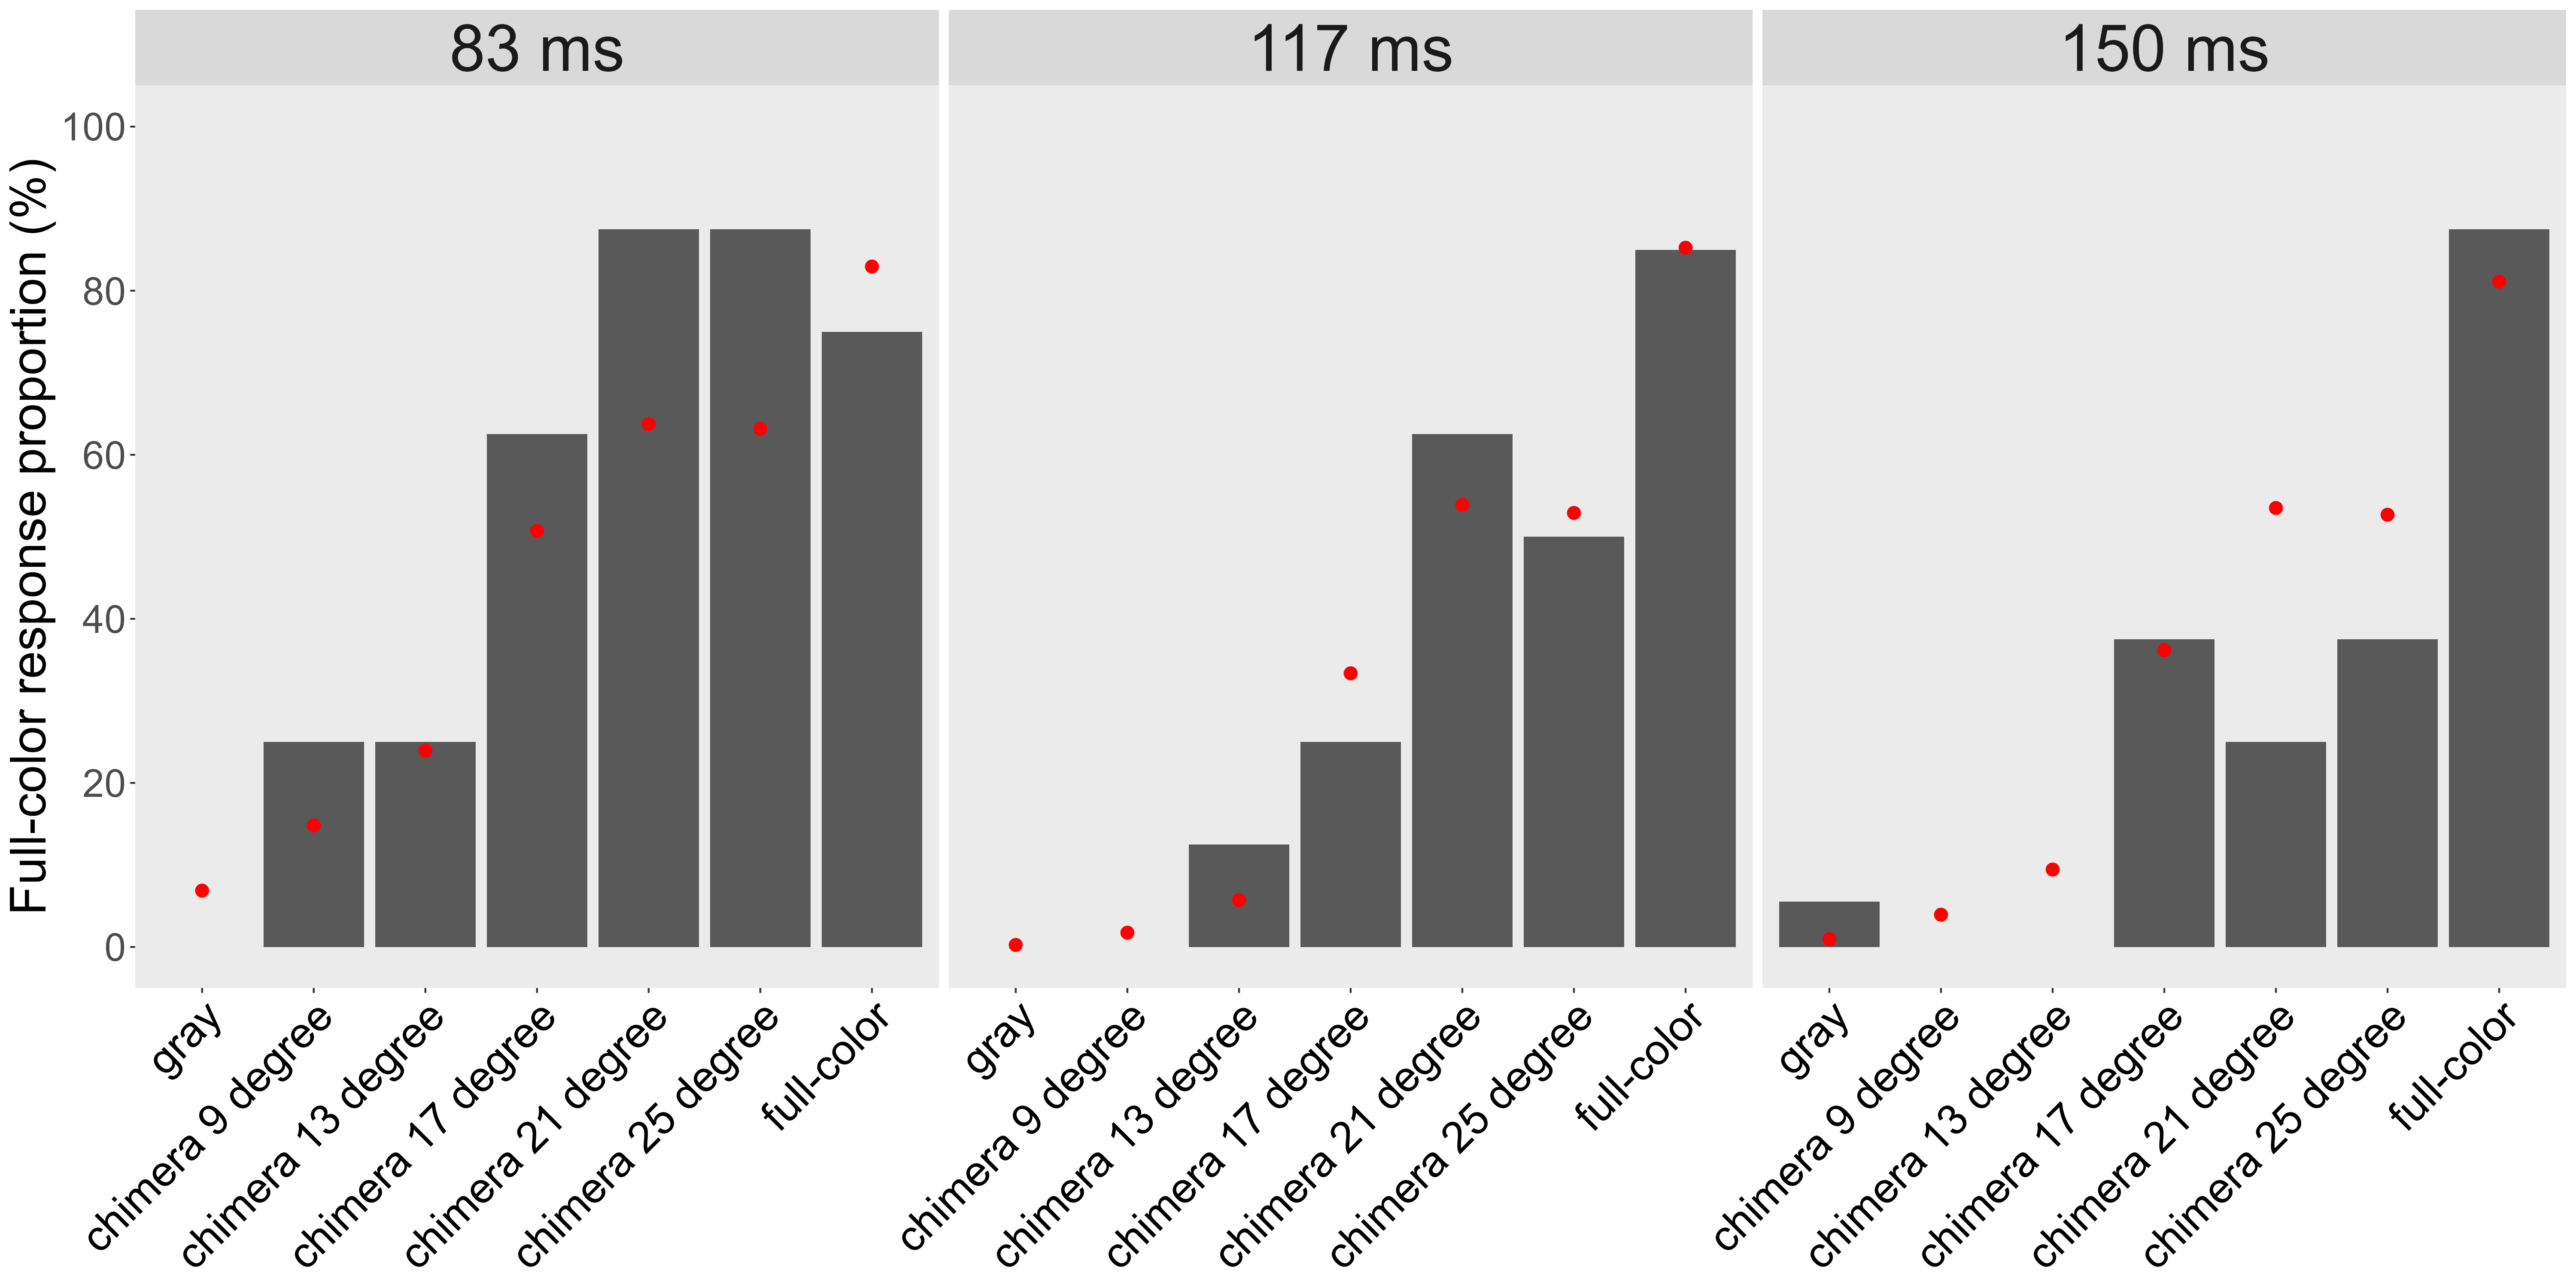 83 ms
117 ms
150 ms
Full-color response proportion (%)
100
80
60
40
20
0
gray
chimera 9 degree
chimera 13 degree
chimera 17 degree
chimera 21 degree
chimera 25 degree
full-color
gray
chimera 9 degree
chimera 13 degree
chimera 17 degree
chimera 21 degree
chimera 25 degree
full-color
gray
chimera 9 degree
chimera 13 degree
chimera 17 degree
chimera 21 degree
chimera 25 degree
full-color